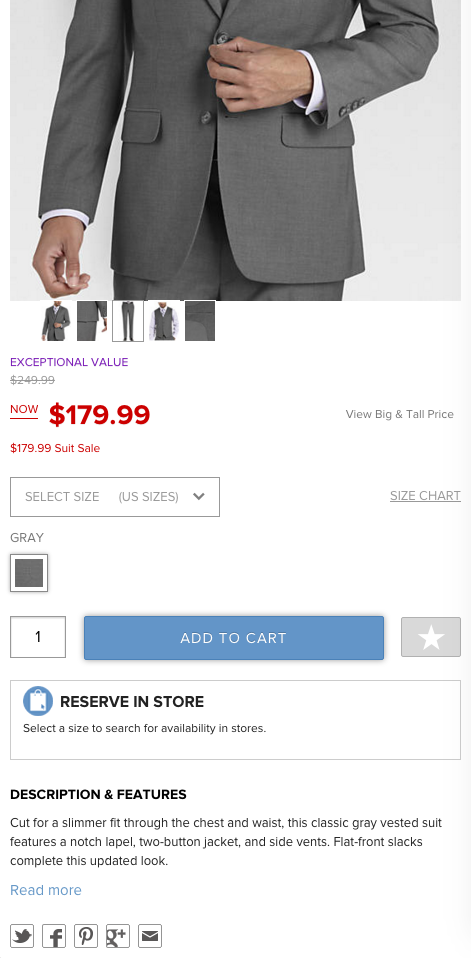 EXCEPTIONAL VALUE
$249.99
NOW $179.99
View Big & Tall Price
$179.99 Suit Sale
SELECT SIZE (US SIZES)
SIZE CHART
GRAY
1
ADD TO CART
RESERVE IN STORE
Select a size to search for availability in stores.
DESCRIPTION & FEATURES
Cut for a slimmer fit through the chest and waist, this classic gray vested suit
features a notch lapel, two-button jacket, and side vents. Flat-front slacks
complete this updated look.
Read more